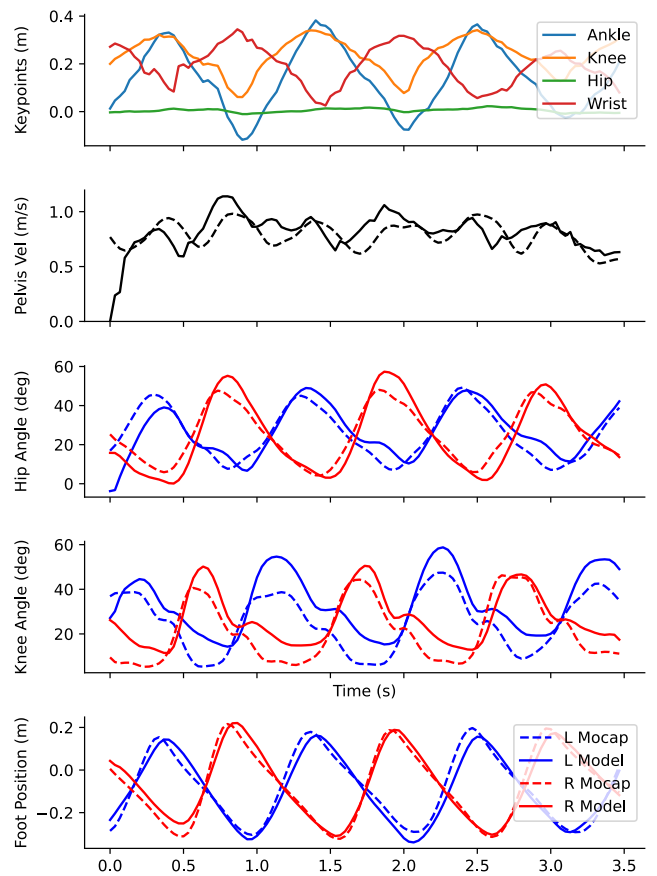 Keypoints (m)
0.4
0.2
0.0
Ankle
Knee
Hip
Wrist
Pelvis Vel (m/s)
1.0
0.5
0.0
Hip Angle (deg)
60
40
20
0
Knee Angle (deg)
60
40
20
Time (s)
Foot Position (m)
0.2
0.0
−0.2
L Mocap
L Model
R Mocap
R Model
0.0 0.5 1.0 1.5 2.0 2.5 3.0 3.5